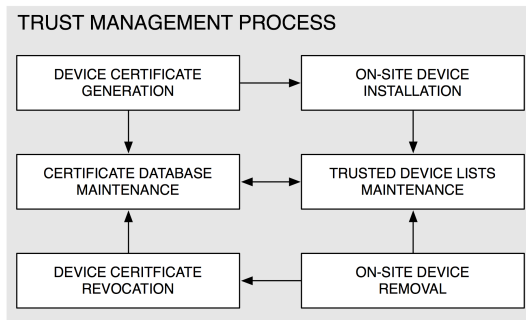 TRUST MANAGEMENT PROCESS
DEVICE CERTIFICATE
GENERATION
ON-SITE DEVICE
INSTALLATION
CERTIFICATE DATABASE
MAINTENANCE
TRUSTED DEVICE LISTS
MAINTENANCE
DEVICE CERITFICATE
REVOCATION
ON-SITE DEVICE
REMOVAL